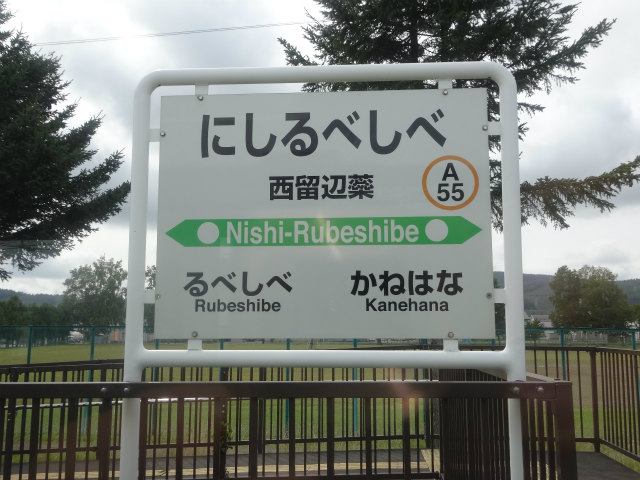 にしるべしべ
西留辺蘂
A
55
Nishi-Rubeshibe
るべしべ
Rubeshibe
かねはな
Kanehana